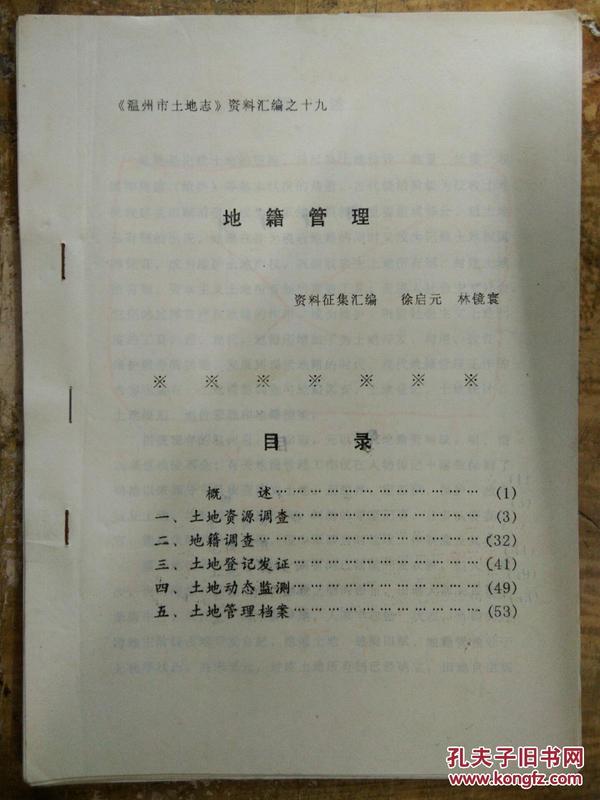 《温州市土地志》资料汇编之十九
地籍管理
资料征集汇编 徐启元 林镜寰
※ ※ ※ ※ ※ ※ ※
目 录
概 述……………………………(1)
一、土地资源调查……………………………(3)
二、地籍调查……………………………(32)
三、土地登记发证……………………………(41)
四、土地动态监测……………………………(49)
五、土地管理档案……………………………(53)
孔夫子旧书网
www.kongfz.com